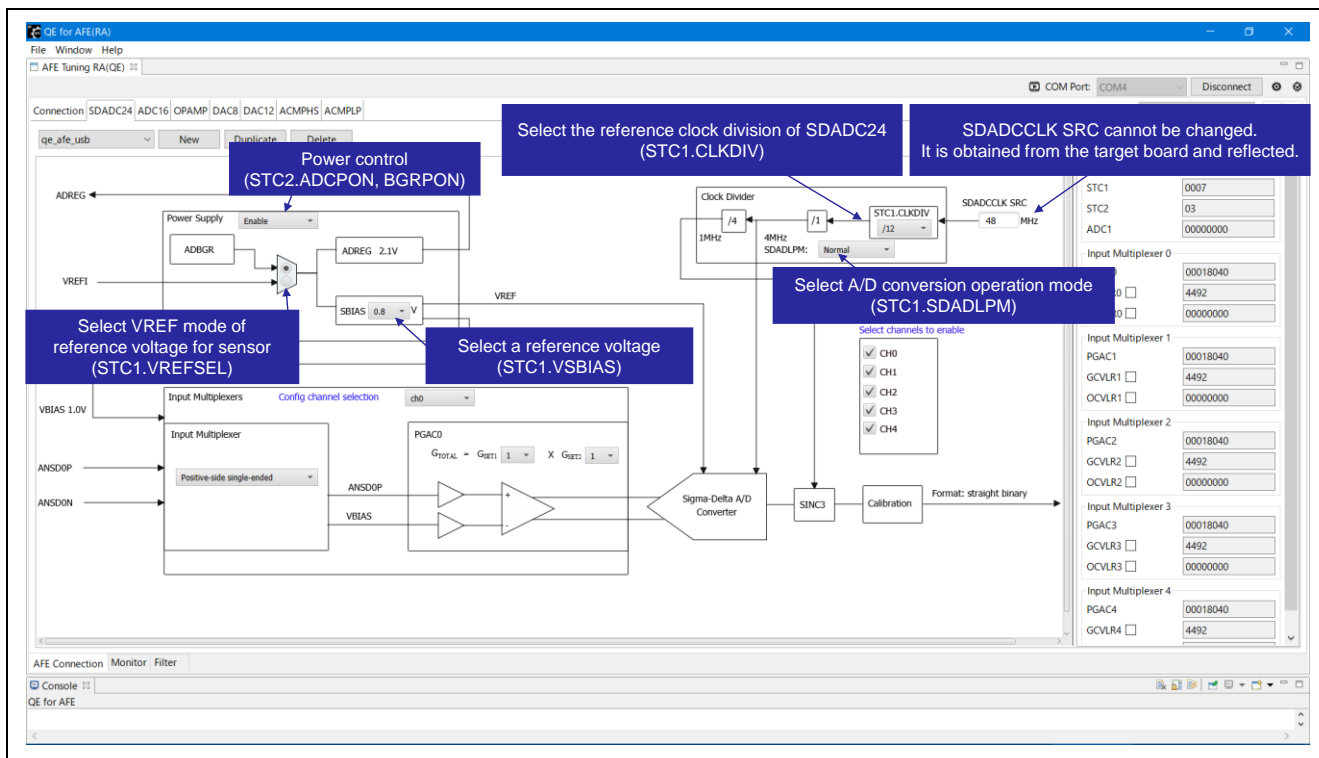 QE for AFE(RA)
File Window Help
AFE Tuning RA(QE)
COM Port: COM4 Disconnect
Connection SDADC24 ADC16 OPAMP DAC8 DAC12 ACMPHS ACMPLP
qe_afe_usb New Duplicate Delete
Select the reference clock division of SDADC24
(STC1.CLKDIV)
SDADCCLK SRC cannot be changed.
It is obtained from the target board and reflected.
Power control
(STC2.ADCPON, BGRPON)
ADREG
Power Supply Enable
ADBGR
ADREG 2.1V
VREFI
SBIAS 0.8 V
VREF
Clock Divider
/4
/1
STC1.CLKDIV
/12
SDADCCLK SRC
48 MHz
1MHz
4MHz
SDADLPM: Normal
Select A/D conversion operation mode
(STC1.SDADLPM)
Select VREF mode of
reference voltage for sensor
(STC1.VREFSEL)
Select a reference voltage
(STC1.VSBIAS)
Select channels to enable
CH0
CH1
CH2
CH3
CH4
VBIAS 1.0V
Input Multiplexers Config channel selection ch0
Input Multiplexer
Positive-side single-ended
ANSD0P
ANSD0N
ANSD0P
VBIAS
PGAC0
GTOTAL = GSET1 1 X GSET2 1
+
-
Sigma-Delta A/D
Converter
SINC3
Calibration
Format: straight binary
STC1 0007
STC2 03
ADC1 00000000
Input Multiplexer 0
00018040
4492
00000000
Input Multiplexer 1
PGAC1 00018040
GCVLR1 4492
OCVLR1 00000000
Input Multiplexer 2
PGAC2 00018040
GCVLR2 4492
OCVLR2 00000000
Input Multiplexer 3
PGAC3 00018040
GCVLR3 4492
OCVLR3 00000000
Input Multiplexer 4
PGAC4 00018040
GCVLR4 4492
AFE Connection Monitor Filter
Console
QE for AFE